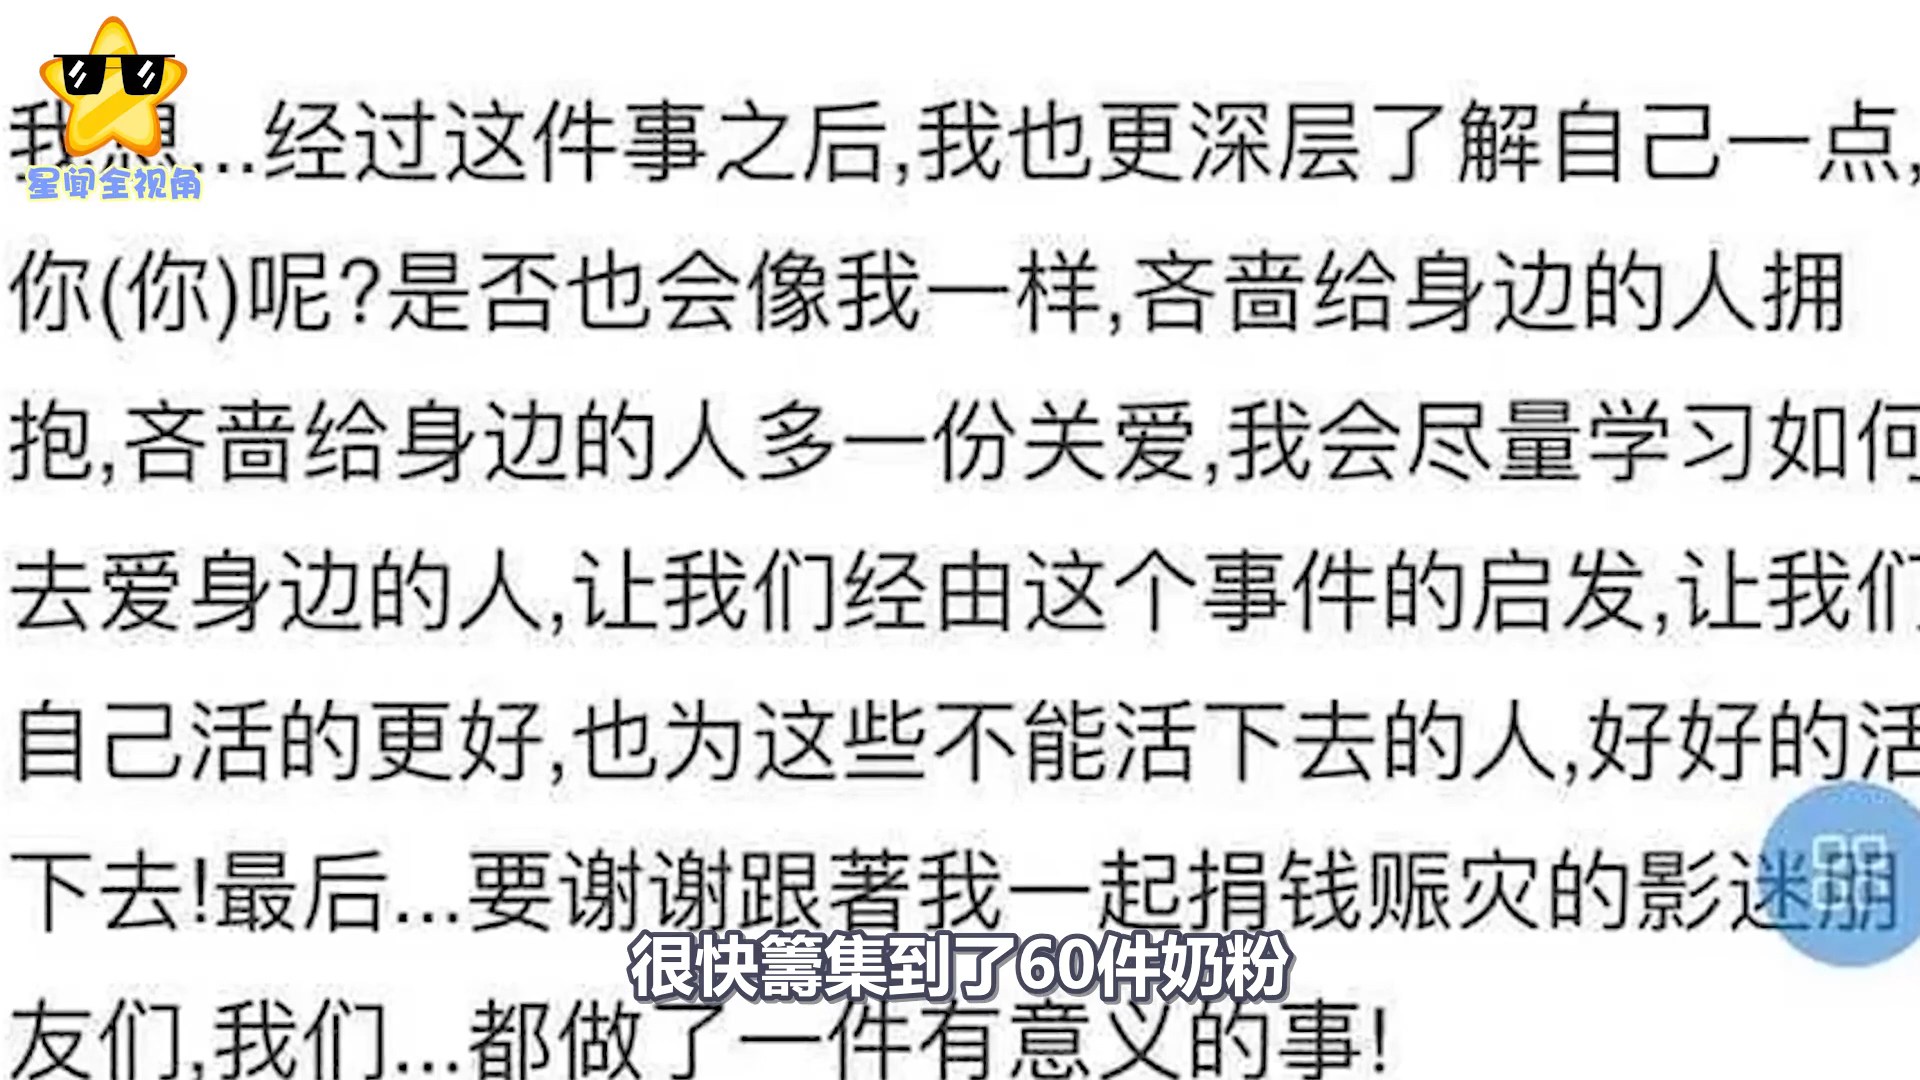 我想...经过这件事之后,我也更深层了解自己一点,
星闻全视角
你(你)呢?是否也会像我一样,吝啬给身边的人拥
抱,吝啬给身边的人多一份关爱,我会尽量学习如何
去爱身边的人,让我们经由这个事件的启发,让我们
自己活的更好,也为这些不能活下去的人,好好的活
下去!最后...要谢谢跟著我一起捐钱赈灾的影迷朋
很快籌集到了60件奶粉
友们,我们...都做了一件有意义的事!